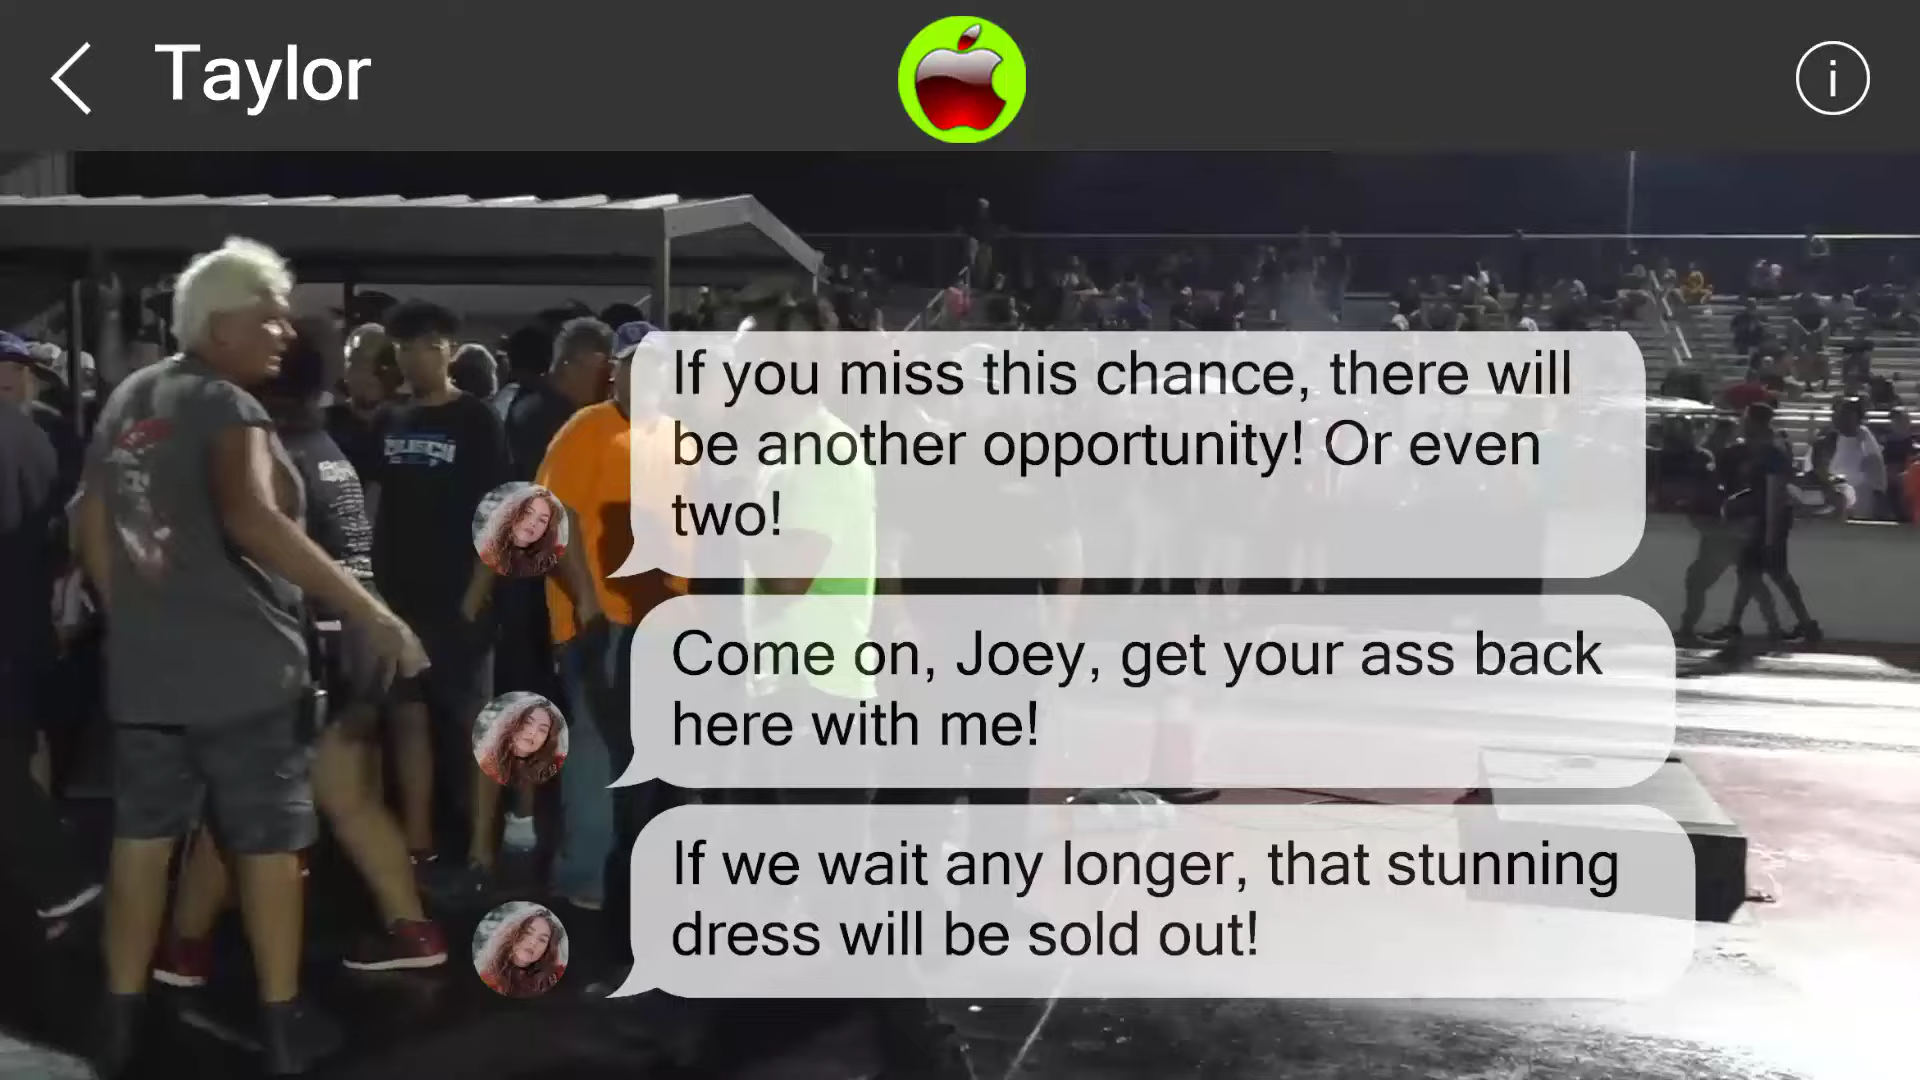 Taylor
If you miss this chance, there will
be another opportunity! Or even
two!
Come on, Joey, get your ass back
here with me!
If we wait any longer, that stunning
dress will be sold out!